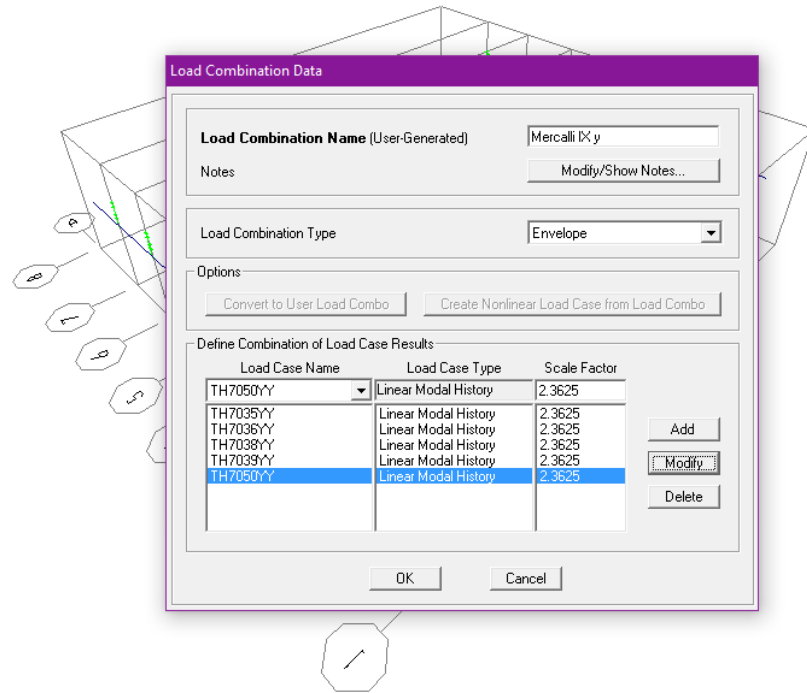 Load Combination Data
Load Combination Name (User-Generated) Mercalli IX y
Notes Modify/Show Notes...
Load Combination Type Envelope
Options
Convert to User Load Combo Create Nonlinear Load Case from Load Combo
Define Combination of Load Case Results
Load Case Name Load Case Type Scale Factor
TH7050YY Linear Modal History 2.3625
TH7035YY Linear Modal History 2.3625
TH7036YY Linear Modal History 2.3625
TH7038YY Linear Modal History 2.3625
TH7039YY Linear Modal History 2.3625
TH7050YY Linear Modal History 2.3625
Add
Modify
Delete
OK Cancel